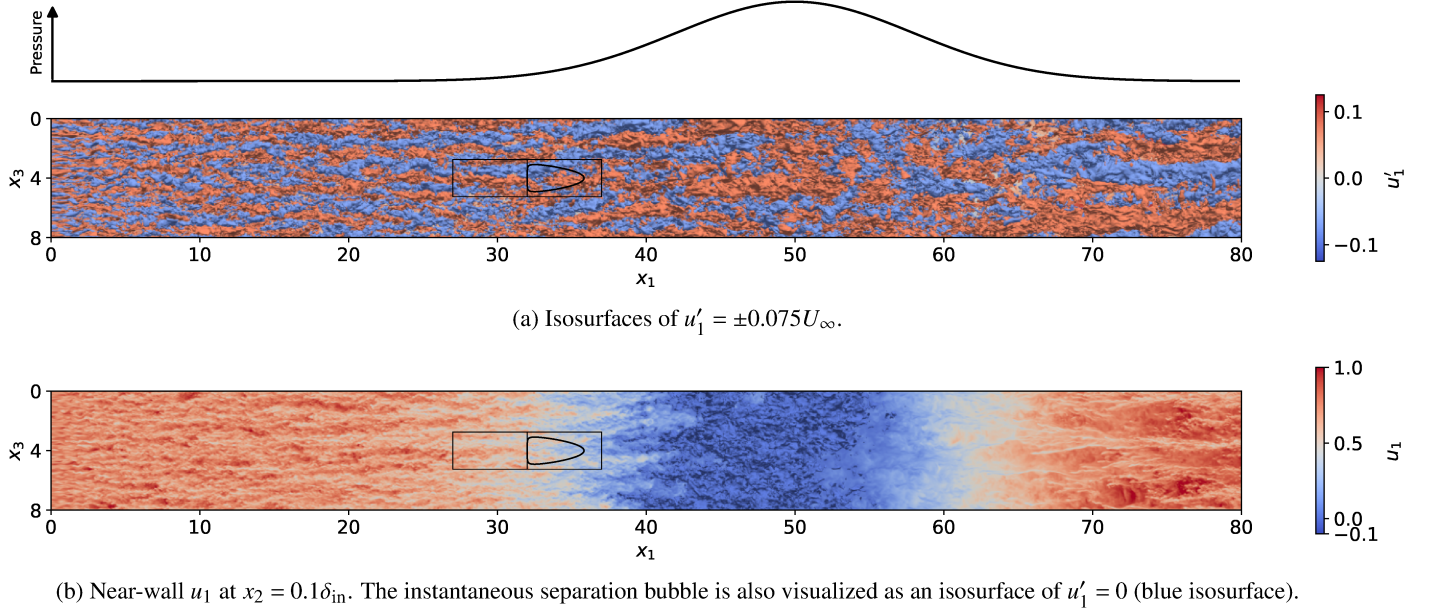 Pressure
0
4
8
x₃
0 10 20 30 40 50 60 70 80
x₁
0.1
0.0
−0.1
u′₁
(a) Isosurfaces of u′₁ = ±0.075U∞.
0
4
8
x₃
0 10 20 30 40 50 60 70 80
x₁
1.0
0.5
0.0
−0.1
u₁
(b) Near-wall u₁ at x₂ = 0.1δᵢₙ. The instantaneous separation bubble is also visualized as an isosurface of u′₁ = 0 (blue isosurface).